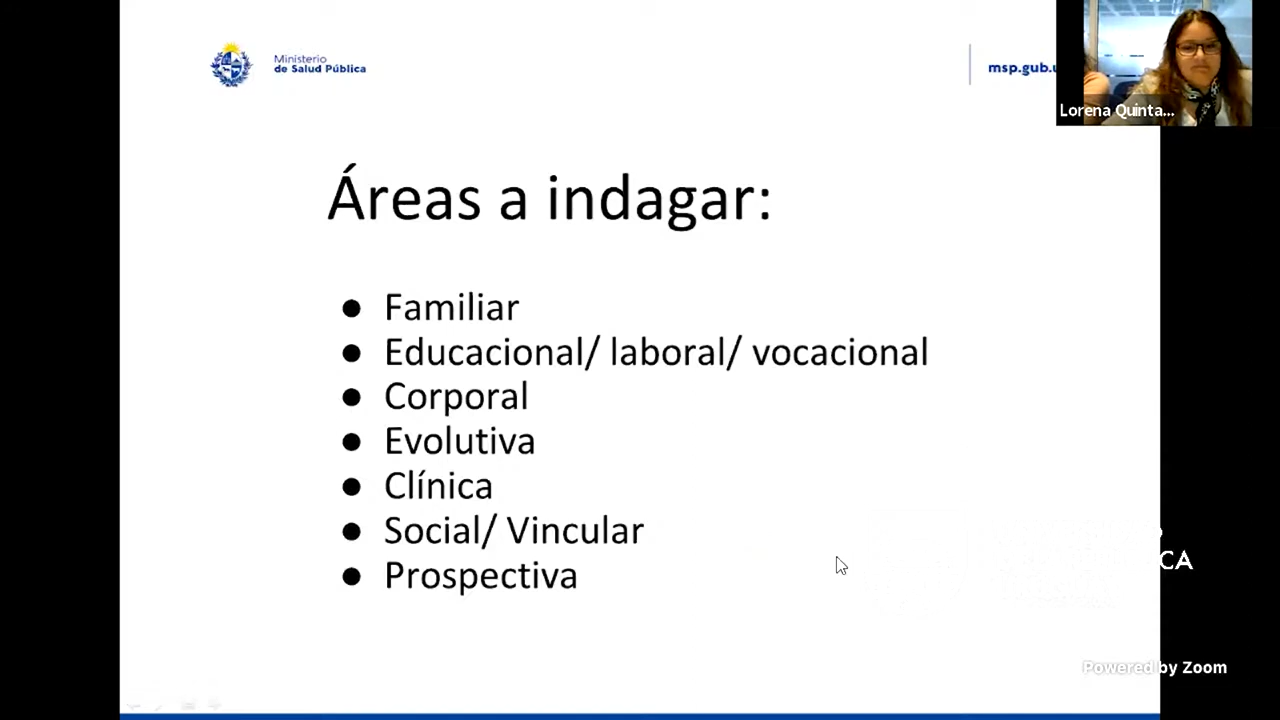 Ministerio
de Salud Pública
msp.gub.u
Lorena Quinta...
Áreas a indagar:
● Familiar
● Educacional/ laboral/ vocacional
● Corporal
● Evolutiva
● Clínica
● Social/ Vincular
● Prospectiva
CA
Powered by Zoom